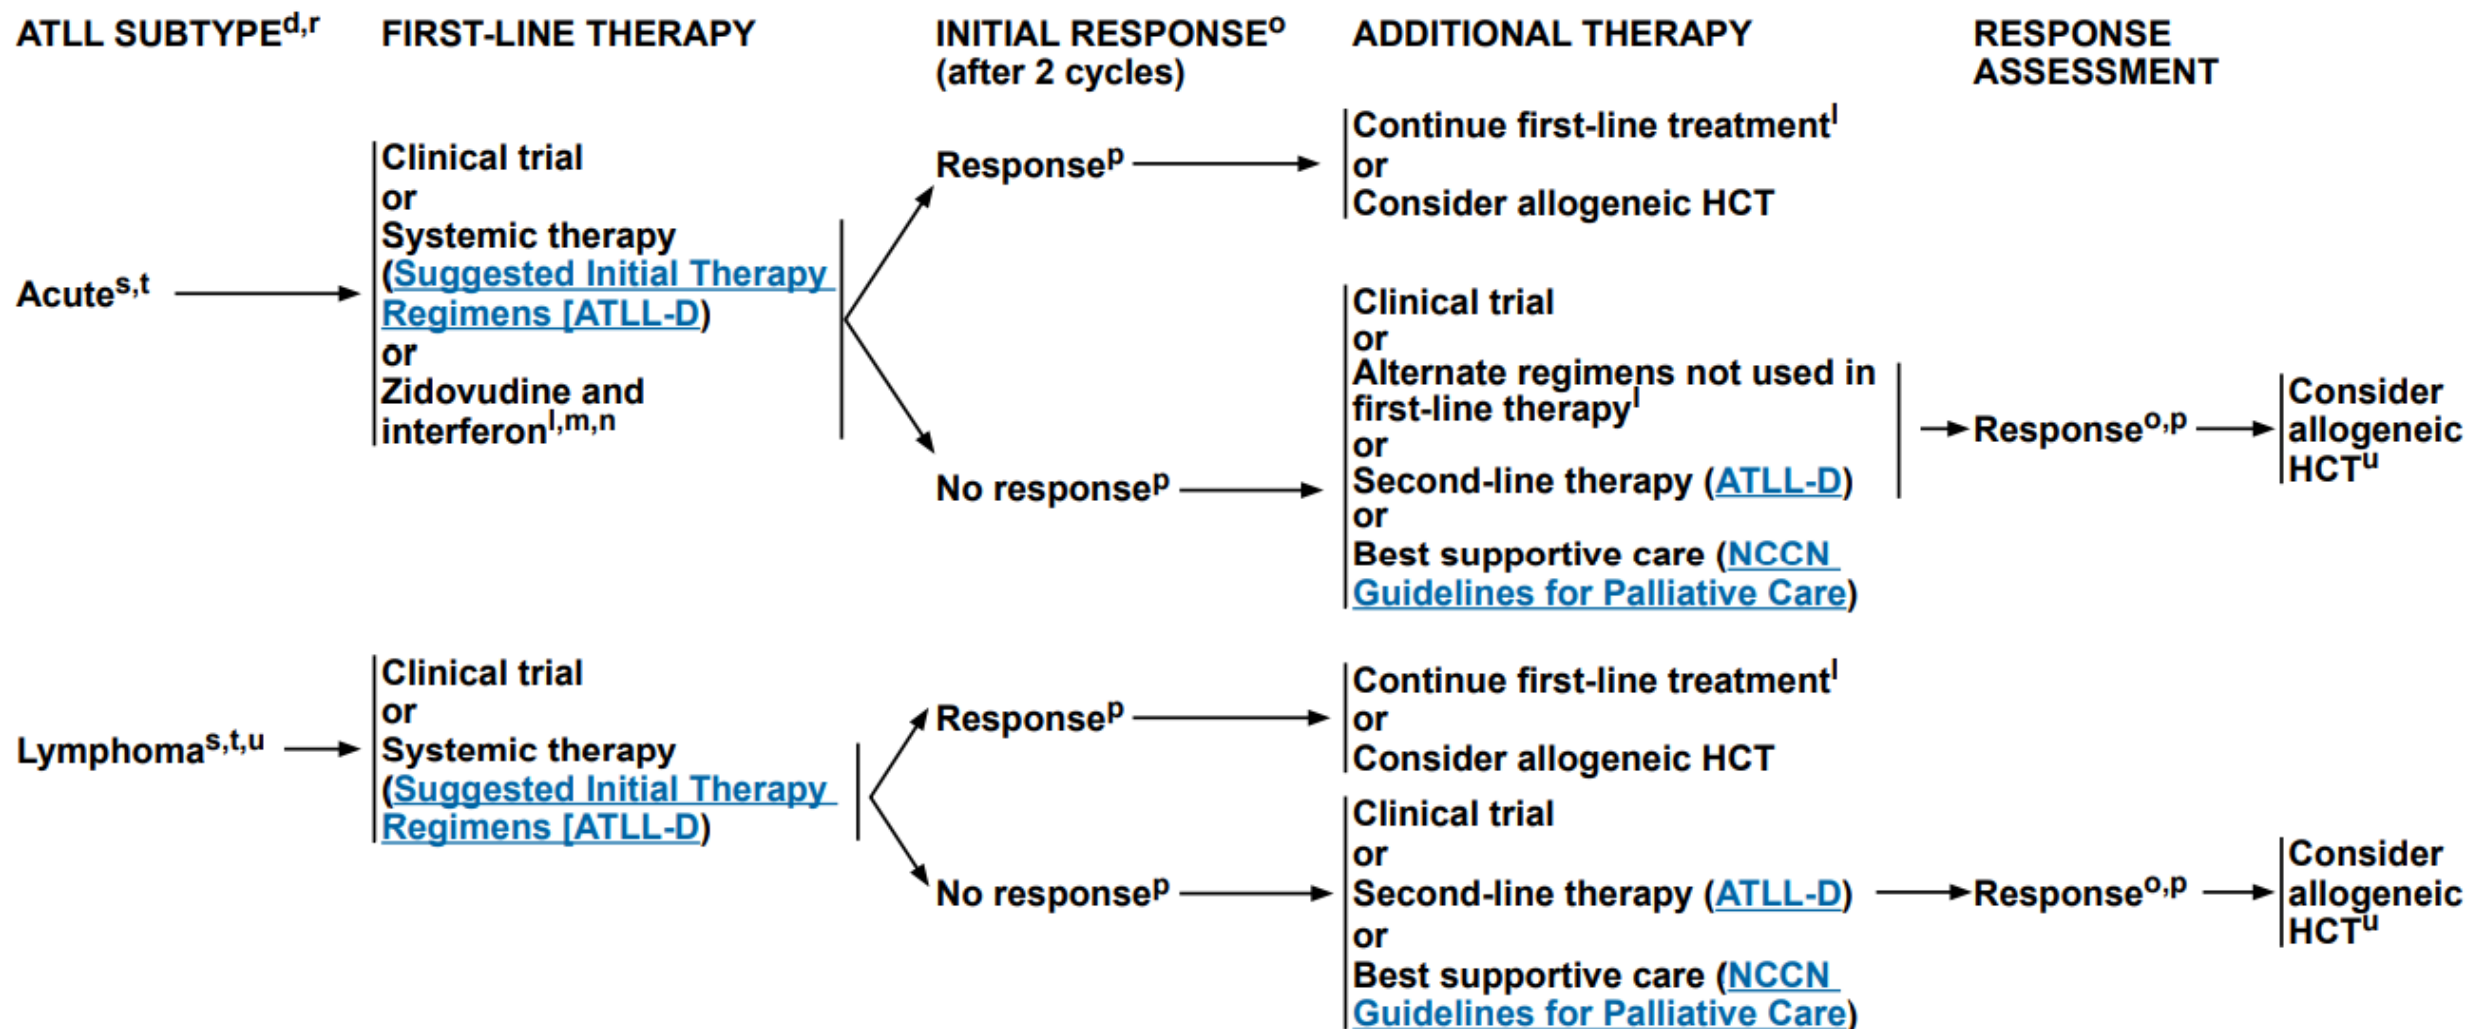 ATLL SUBTYPEd,r
FIRST-LINE THERAPY
INITIAL RESPONSEo
(after 2 cycles)
ADDITIONAL THERAPY
RESPONSE
ASSESSMENT
Acutes,t
Clinical trial
or
Systemic therapy
(Suggested Initial Therapy
Regimens [ATLL-D)
or
Zidovudine and
interferonl,m,n
Responsep
Continue first-line treatmentl
or
Consider allogeneic HCT
No responsep
Clinical trial
or
Alternate regimens not used in
first-line therapyl
or
Second-line therapy (ATLL-D)
or
Best supportive care (NCCN
Guidelines for Palliative Care)
Responseo,p
Consider
allogeneic
HCTu
Lymphomas,t,u
Clinical trial
or
Systemic therapy
(Suggested Initial Therapy
Regimens [ATLL-D)
Responsep
Continue first-line treatmentl
or
Consider allogeneic HCT
No responsep
Clinical trial
or
Second-line therapy (ATLL-D)
or
Best supportive care (NCCN
Guidelines for Palliative Care)
Responseo,p
Consider
allogeneic
HCTu